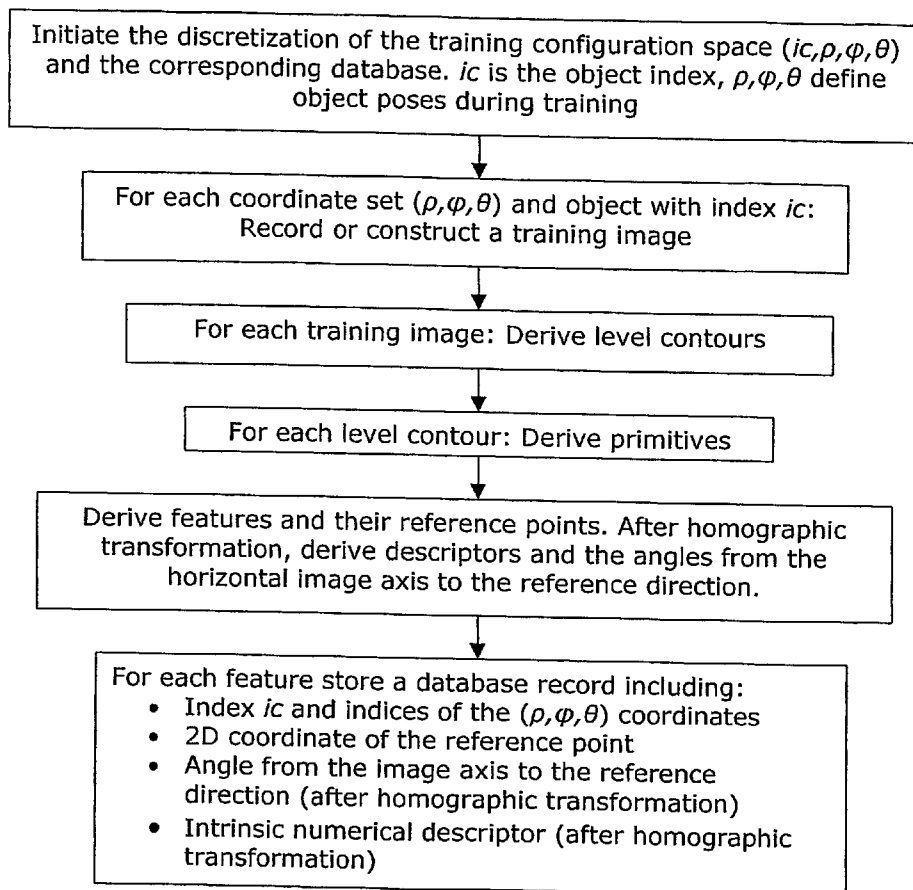 Initiate the discretization of the training configuration space (ic,ρ,φ,θ)
and the corresponding database. ic is the object index, ρ,φ,θ define
object poses during training
For each coordinate set (ρ,φ,θ) and object with index ic:
Record or construct a training image
For each training image: Derive level contours
For each level contour: Derive primitives
Derive features and their reference points. After homographic
transformation, derive descriptors and the angles from the
horizontal image axis to the reference direction.
For each feature store a database record including:
• Index ic and indices of the (ρ,φ,θ) coordinates
• 2D coordinate of the reference point
• Angle from the image axis to the reference
direction (after homographic transformation)
• Intrinsic numerical descriptor (after homographic
transformation)